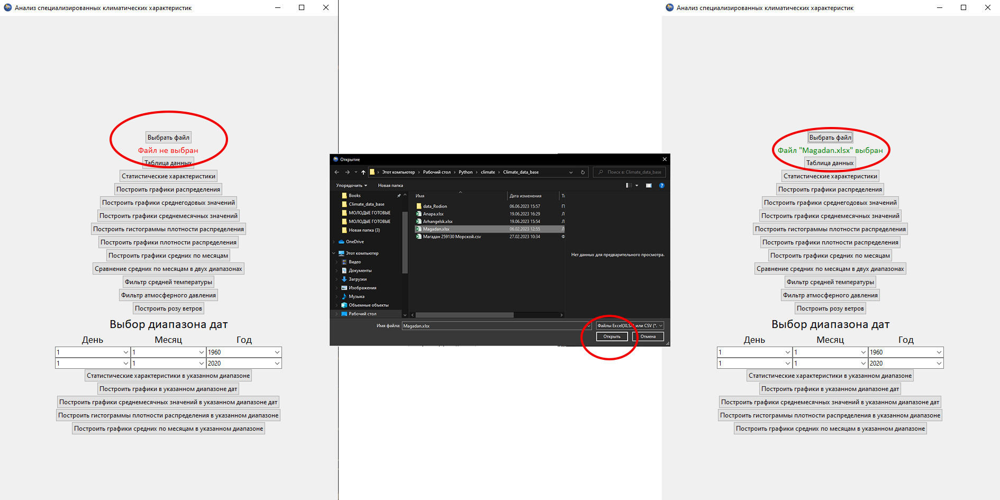 Анализ специализированных климатических характеристик
Выбрать файл
Файл не выбран
Таблица данных
Статистические характеристики
Построить графики распределения
Построить графики среднегодовых значений
Построить графики среднемесячных значений
Построить гистограммы плотности распределения
Построить графики плотности распределения
Построить графики средних по месяцам
Сравнение средних по месяцам в двух диапазонах
Фильтр средней температуры
Фильтр атмосферного давления
Построить розу ветров
Выбор диапазона дат
День Месяц Год
1 1 1960
1 1 2020
Статистические характеристики в указанном диапазоне
Построить графики в указанном диапазоне дат
Построить графики среднемесячных значений в указанном диапазоне дат
Построить гистограммы плотности распределения в указанном диапазоне
Построить графики средних по месяцам в указанном диапазоне
Открытие
Этот компьютер › Рабочий стол › Python › climate › Climate_data_base
Поиск в: Climate_data_base
Упорядочить Новая папка
Books
Climate_data_base
МОЛОДЫЕ ГОТОВЫЕ
МОЛОДЫЕ ГОТОВЫЕ
Новая папка (3)
OneDrive
Этот компьютер
Видео
Документы
Загрузки
Изображения
Музыка
Объемные объекты
Рабочий стол
Имя Дата изменения
data_Rodion 06.06.2023 15:57
Anapa.xlsx 19.06.2023 16:29
Arhangelsk.xlsx 19.06.2023 15:54
Magadan.xlsx 06.02.2023 12:55
Магадан 259130 Морской.csv 27.02.2023 10:34
Нет данных для предварительного просмотра.
Имя файла: Magadan.xlsx
Файлы Excel(XLSX) или CSV (*.
Открыть Отмена
Анализ специализированных климатических характеристик
Выбрать файл
Файл "Magadan.xlsx" выбран
Таблица данных
Статистические характеристики
Построить графики распределения
Построить графики среднегодовых значений
Построить графики среднемесячных значений
Построить гистограммы плотности распределения
Построить графики плотности распределения
Построить графики средних по месяцам
Сравнение средних по месяцам в двух диапазонах
Фильтр средней температуры
Фильтр атмосферного давления
Построить розу ветров
Выбор диапазона дат
День Месяц Год
1 1 1960
1 1 2020
Статистические характеристики в указанном диапазоне
Построить графики в указанном диапазоне дат
Построить графики среднемесячных значений в указанном диапазоне дат
Построить гистограммы плотности распределения в указанном диапазоне
Построить графики средних по месяцам в указанном диапазоне